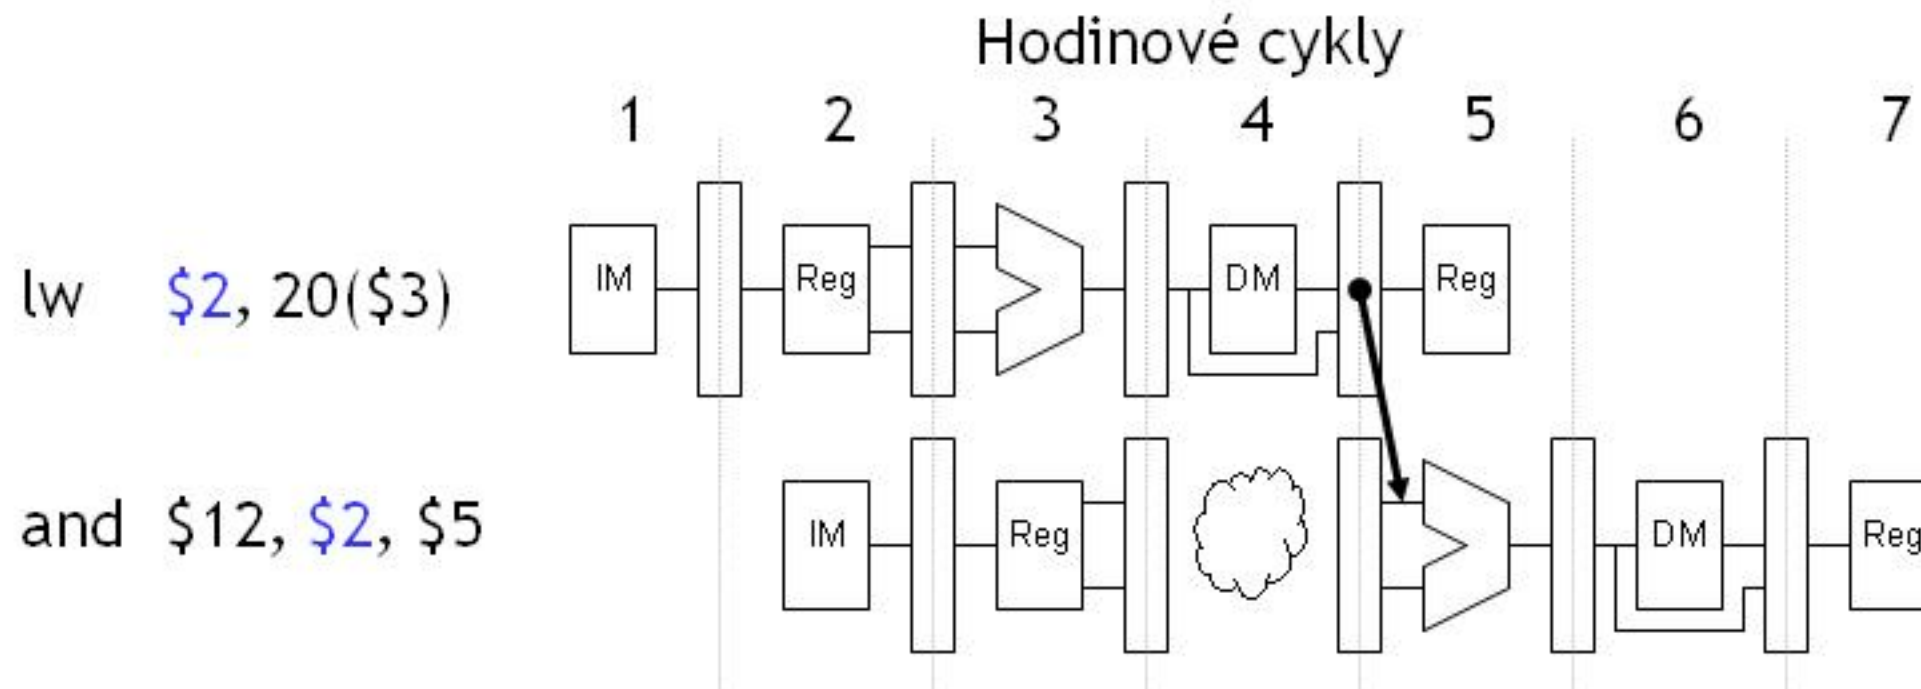 Hodinové cykly
1 2 3 4 5 6 7
lw $2, 20($3) IM Reg DM Reg
and $12, $2, $5 IM Reg DM Reg